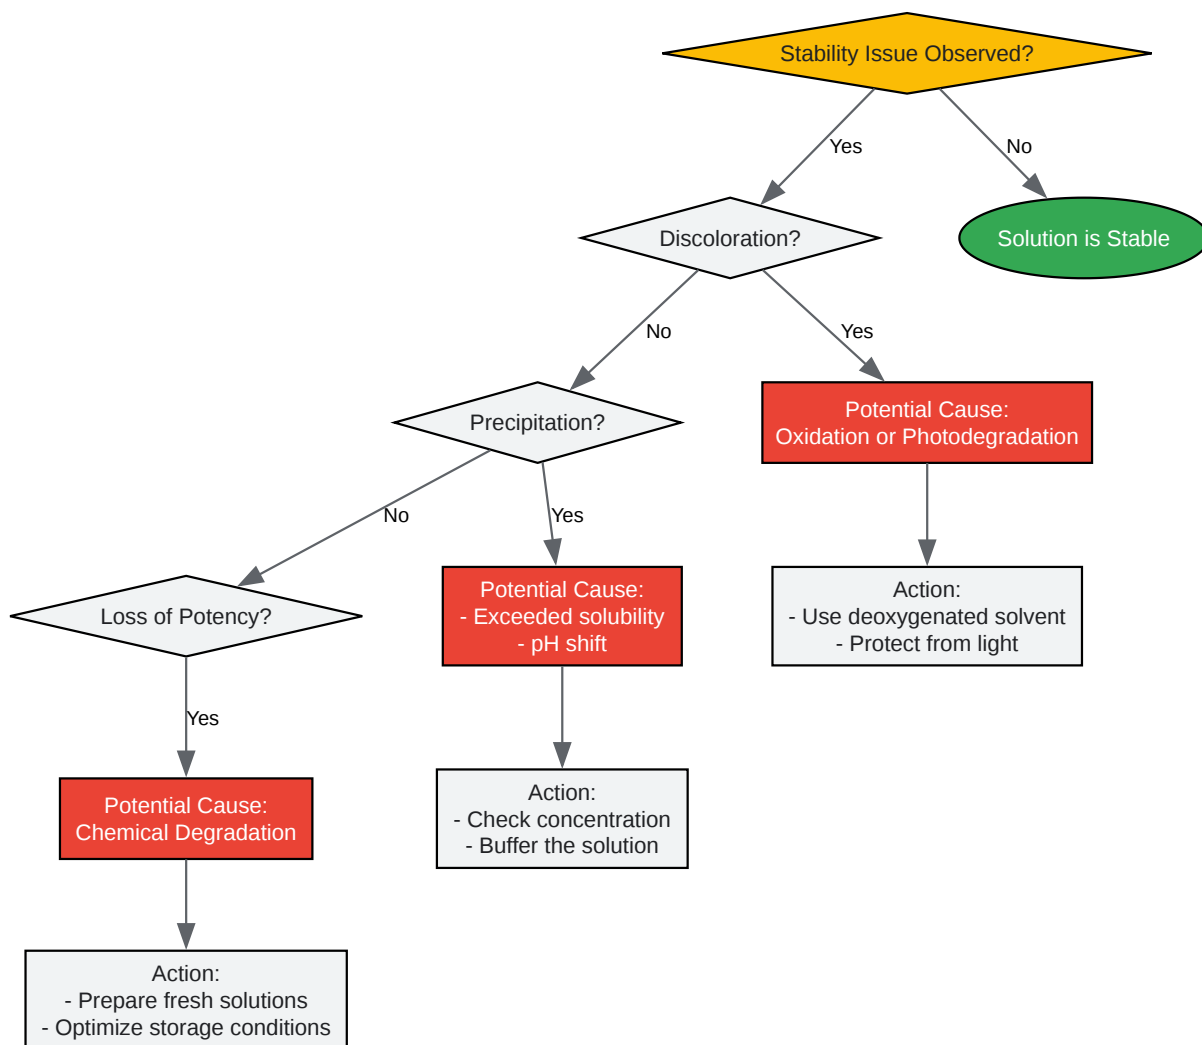 Stability Issue Observed?
Yes
No
Discoloration?
Solution is Stable
No
Yes
Precipitation?
Potential Cause:
Oxidation or Photodegradation
No
Yes
Loss of Potency?
Potential Cause:
- Exceeded solubility
- pH shift
Action:
- Use deoxygenated solvent
- Protect from light
Yes
Potential Cause:
Chemical Degradation
Action:
- Check concentration
- Buffer the solution
Action:
- Prepare fresh solutions
- Optimize storage conditions